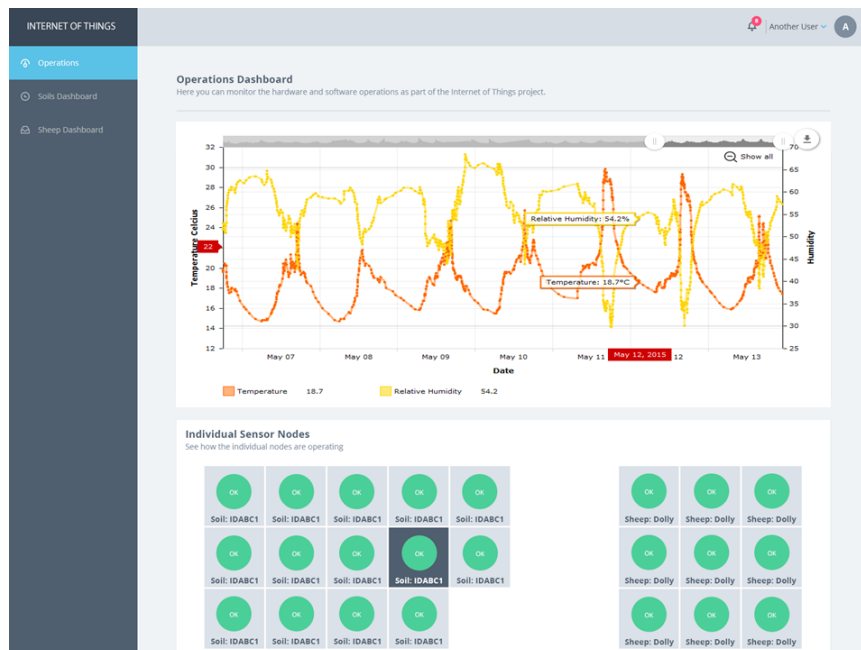 INTERNET OF THINGS
Another User
A
Operations
Soils Dashboard
Sheep Dashboard
Operations Dashboard
Here you can monitor the hardware and software operations as part of the Internet of Things project.
Show all
32
30
28
26
24
22
20
18
16
14
12
Temperature Celcius
70
65
60
55
50
45
40
35
30
25
Humidity
Relative Humidity: 54.2%
Temperature: 18.7°C
May 07
May 08
May 09
May 10
May 11
May 12, 2015
12
May 13
Date
Temperature 18.7
Relative Humidity 54.2
Individual Sensor Nodes
See how the individual nodes are operating
OK OK OK OK OK OK OK OK
Soil: IDABC1 Soil: IDABC1 Soil: IDABC1 Soil: IDABC1 Soil: IDABC1 Sheep: Dolly Sheep: Dolly Sheep: Dolly
OK OK OK OK OK OK OK OK
Soil: IDABC1 Soil: IDABC1 Soil: IDABC1 Soil: IDABC1 Soil: IDABC1 Sheep: Dolly Sheep: Dolly Sheep: Dolly
OK OK OK OK OK OK OK
Soil: IDABC1 Soil: IDABC1 Soil: IDABC1 Soil: IDABC1 Sheep: Dolly Sheep: Dolly Sheep: Dolly